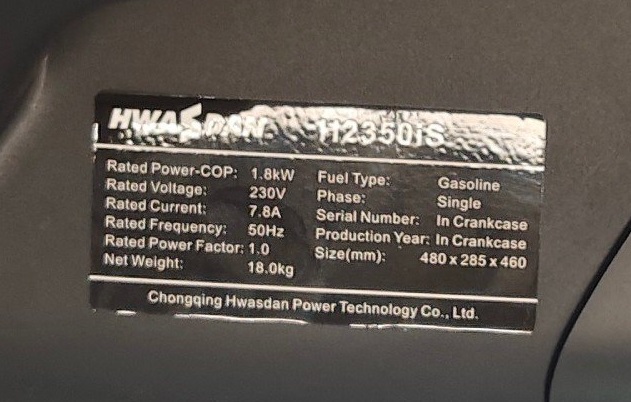 HWASDAN H2350iS
Rated Power-COP: 1.8kW
Rated Voltage: 230V
Rated Current: 7.8A
Rated Frequency: 50Hz
Rated Power Factor: 1.0
Net Weight: 18.0kg
Fuel Type: Gasoline
Phase: Single
Serial Number: In Crankcase
Production Year: In Crankcase
Size(mm): 480 x 285 x 460
Chongqing Hwasdan Power Technology Co., Ltd.